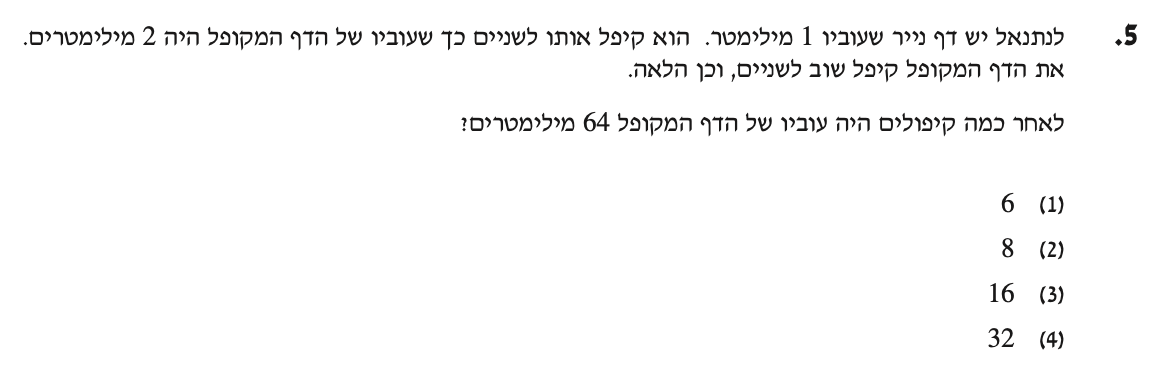 5. לנתנאל יש דף נייר שעוביו 1 מילימטר. הוא קיפל אותו לשניים כך שעוביו של הדף המקופל היה 2 מילימטרים.
את הדף המקופל קיפל שוב לשניים, וכן הלאה.
לאחר כמה קיפולים היה עוביו של הדף המקופל 64 מילימטרים?
(1) 6
(2) 8
(3) 16
(4) 32